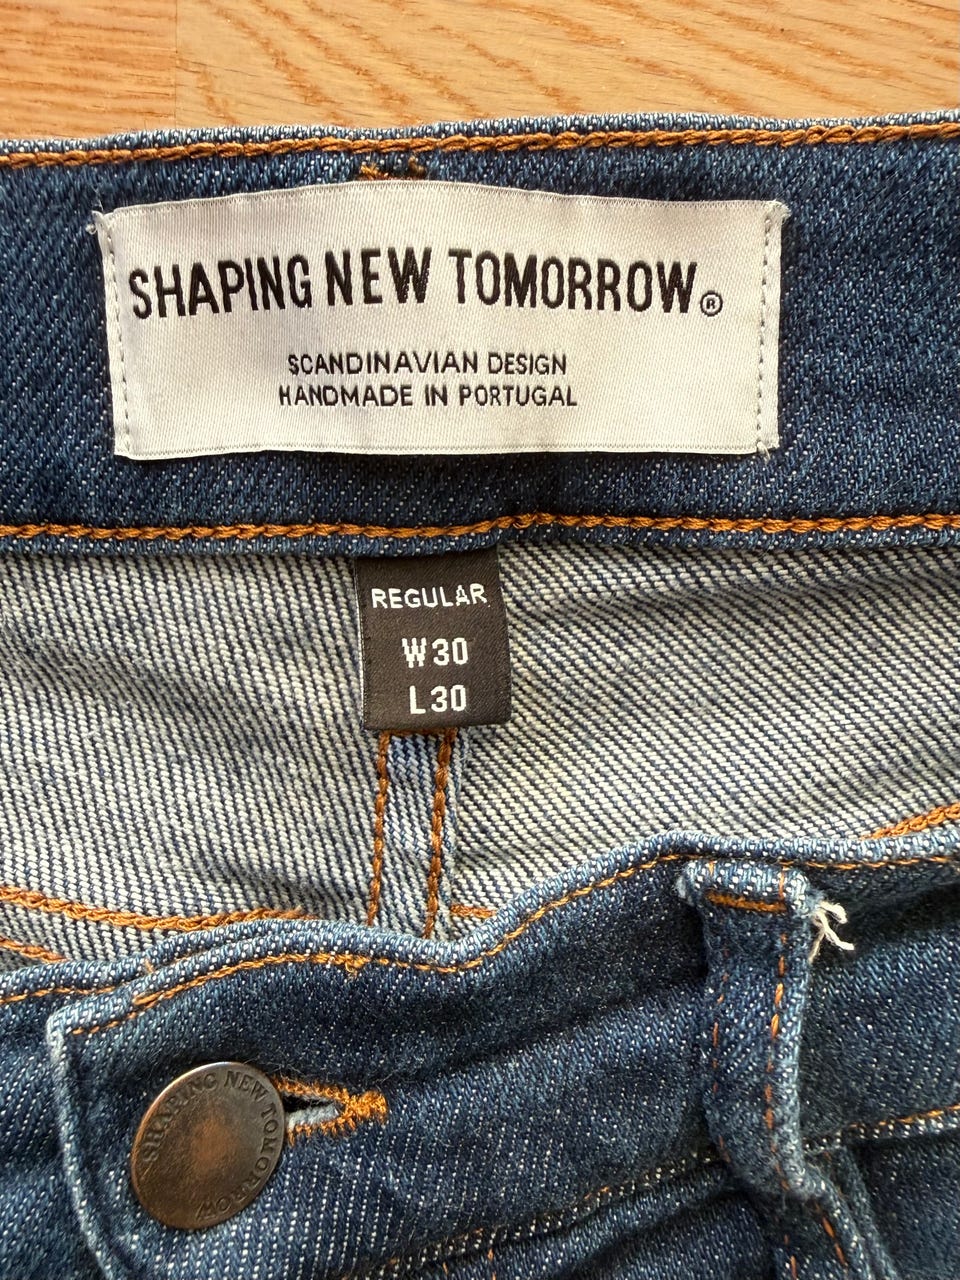 SHAPING NEW TOMORROW®
SCANDINAVIAN DESIGN
HANDMADE IN PORTUGAL
REGULAR
W30
L30
SHAPING NEW TOMORROW